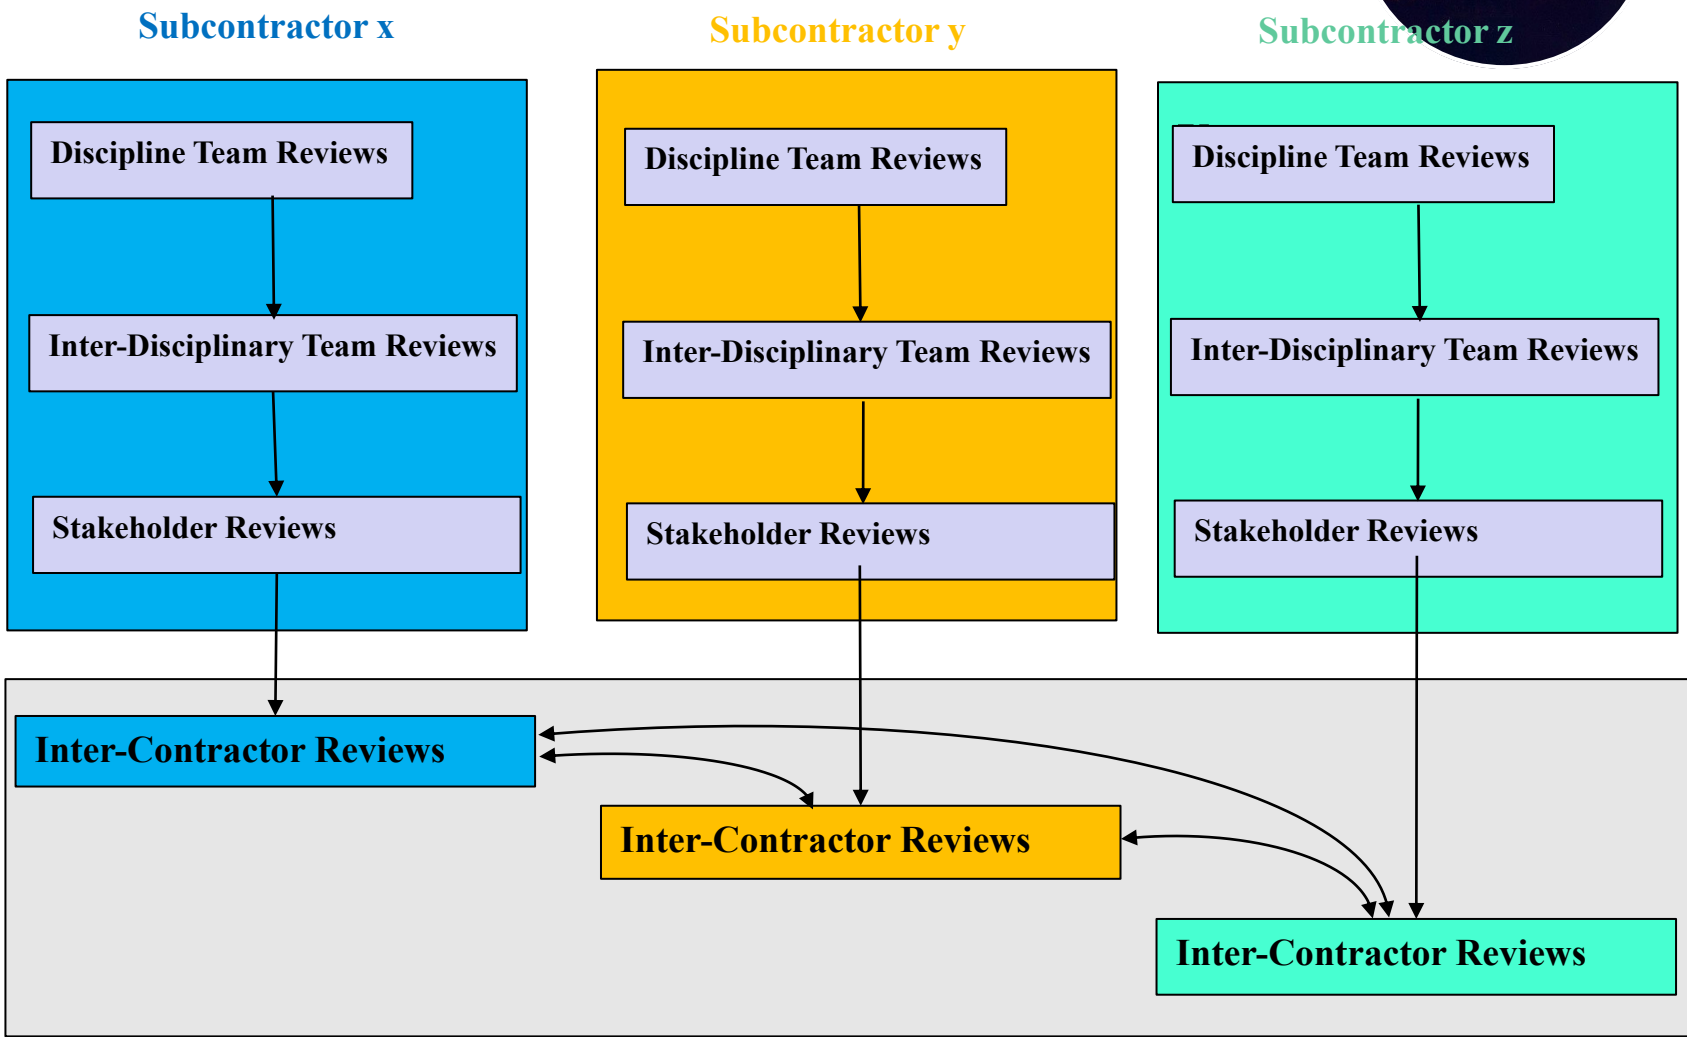 Subcontractor x
Subcontractor y
Subcontractor z
Discipline Team Reviews
Discipline Team Reviews
Discipline Team Reviews
Inter-Disciplinary Team Reviews
Inter-Disciplinary Team Reviews
Inter-Disciplinary Team Reviews
Stakeholder Reviews
Stakeholder Reviews
Stakeholder Reviews
Inter-Contractor Reviews
Inter-Contractor Reviews
Inter-Contractor Reviews